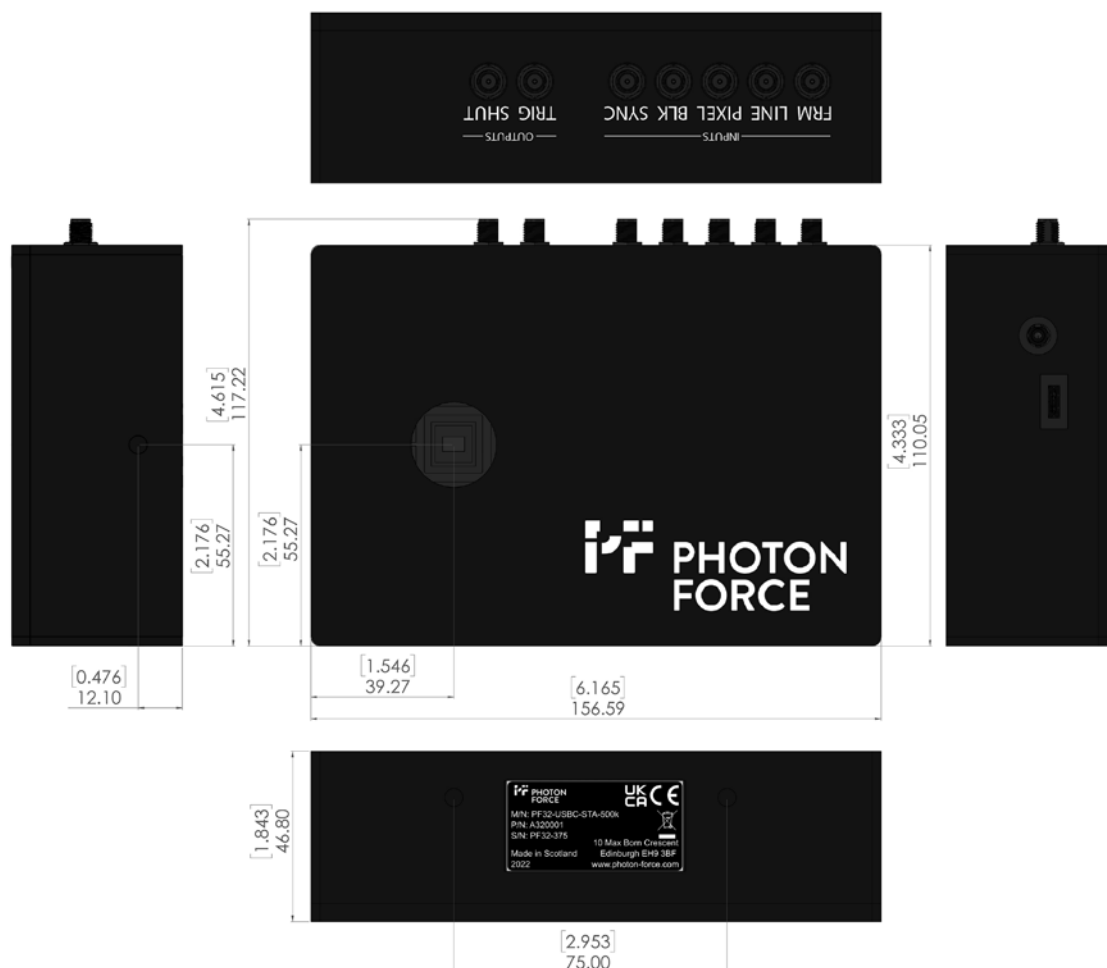 SHUT TRIG SYNC BLK PIXEL LINE FRM
OUTPUTS INPUTS
[4.615]
117.22
[2.176]
55.27
[2.176]
55.27
[4.333]
110.05
PHOTON
FORCE
[0.476]
12.10
[1.546]
39.27
[6.165]
156.59
[1.843]
46.80
PHOTON
FORCE
UK
CA CE
M/N: PF32-USBC-STA-500k
P/N: A320001
S/N: PF32-375
Made in Scotland
2022
10 Max Born Crescent
Edinburgh EH9 3BF
www.photon-force.com
[2.953]
75.00